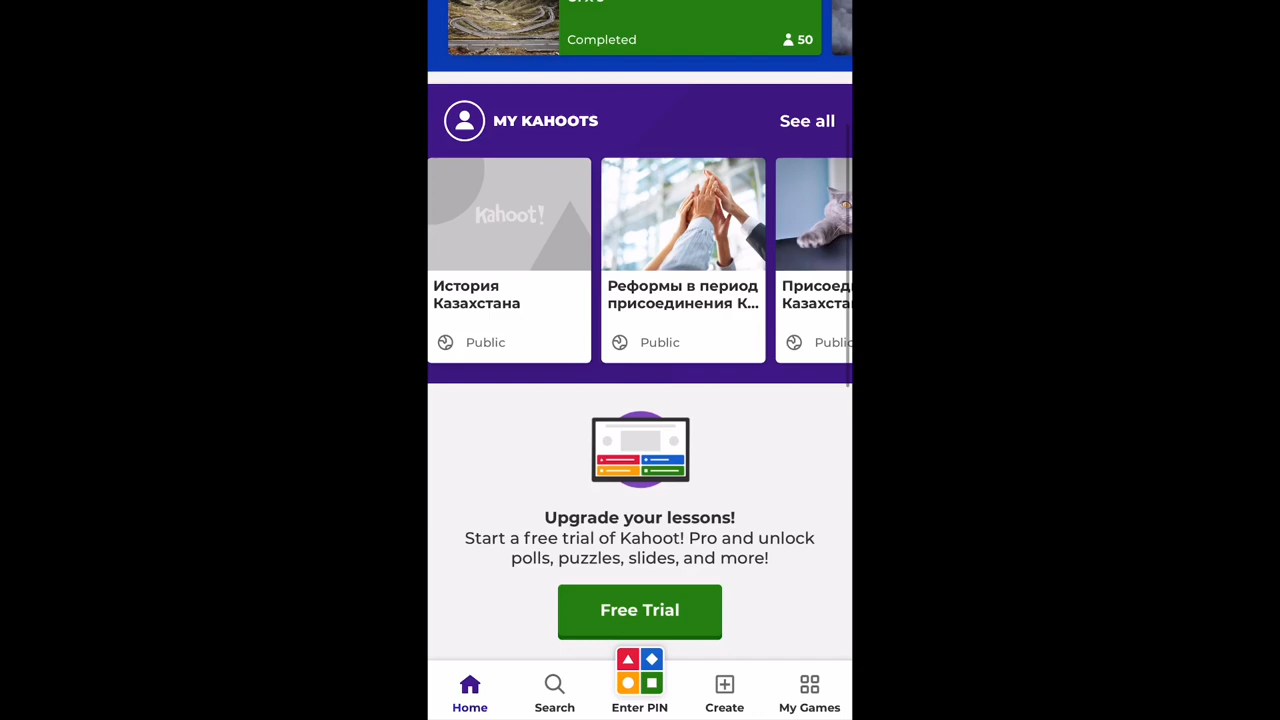 Completed
50
MY KAHOOTS
See all
Kahoot!
История
Казахстана
Public
Реформы в период
присоединения К...
Public
Присоед
Казахста
Public
Upgrade your lessons!
Start a free trial of Kahoot! Pro and unlock
polls, puzzles, slides, and more!
Free Trial
Home
Search
Enter PIN
Create
My Games